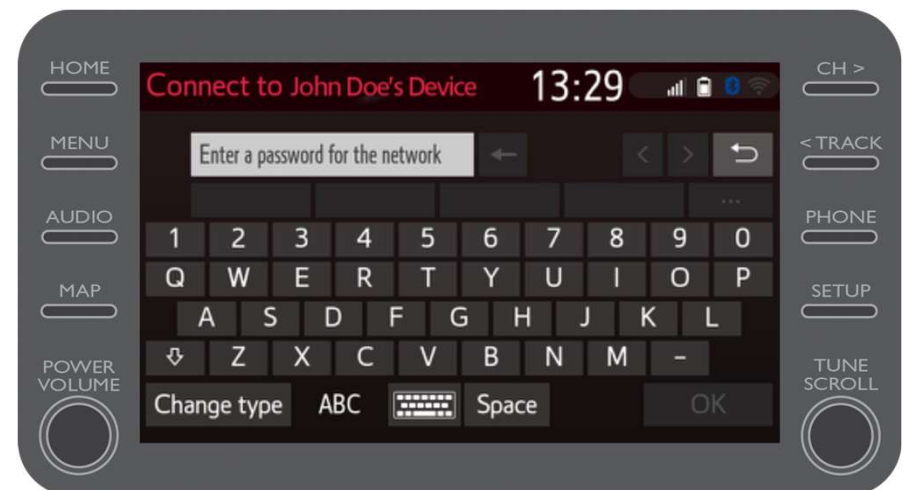 HOME
CH >
Connect to John Doe's Device 13:29
MENU
< TRACK
Enter a password for the network
...
AUDIO
PHONE
1 2 3 4 5 6 7 8 9 0
Q W E R T Y U I O P
MAP
SETUP
A S D F G H J K L
Z X C V B N M -
POWER
VOLUME
TUNE
SCROLL
Change type ABC Space OK